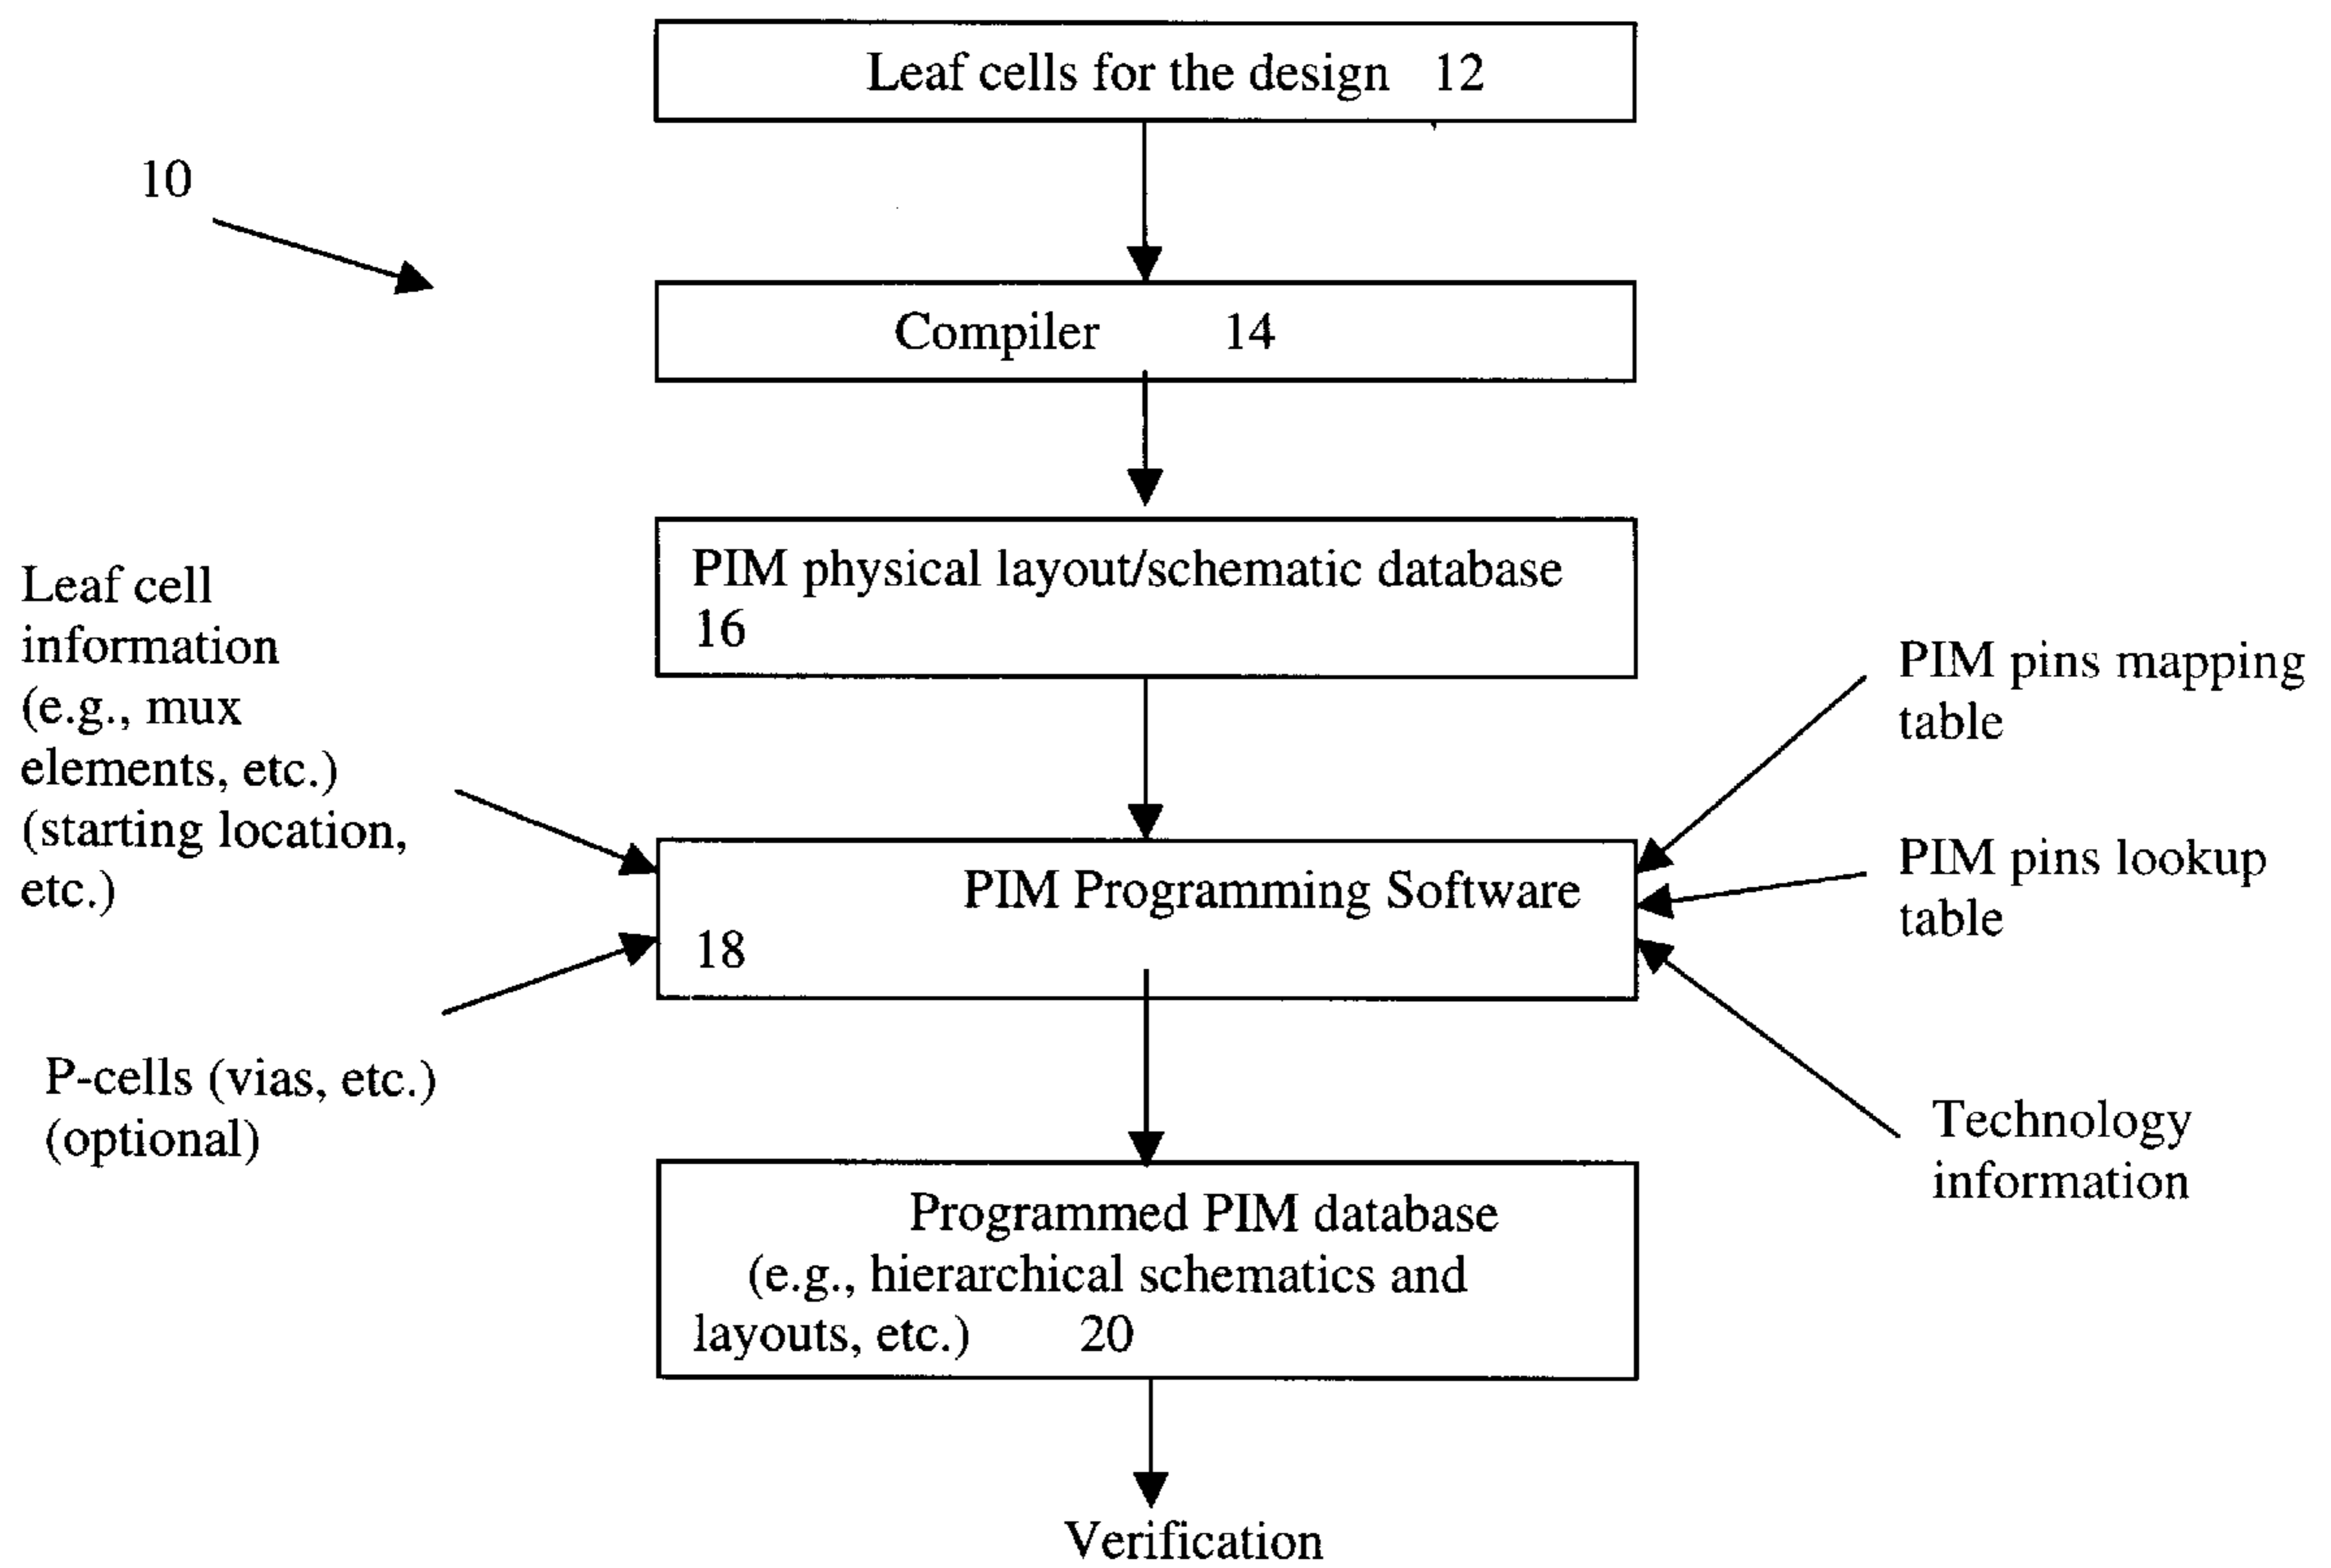 Leaf cells for the design 12
10
Compiler 14
PIM physical layout/schematic database
16
Leaf cell
information
(e.g., mux
elements, etc.)
(starting location,
etc.)
PIM pins mapping
table
PIM pins lookup
table
PIM Programming Software
18
P-cells (vias, etc.)
(optional)
Technology
information
Programmed PIM database
(e.g., hierarchical schematics and
layouts, etc.) 20
Verification